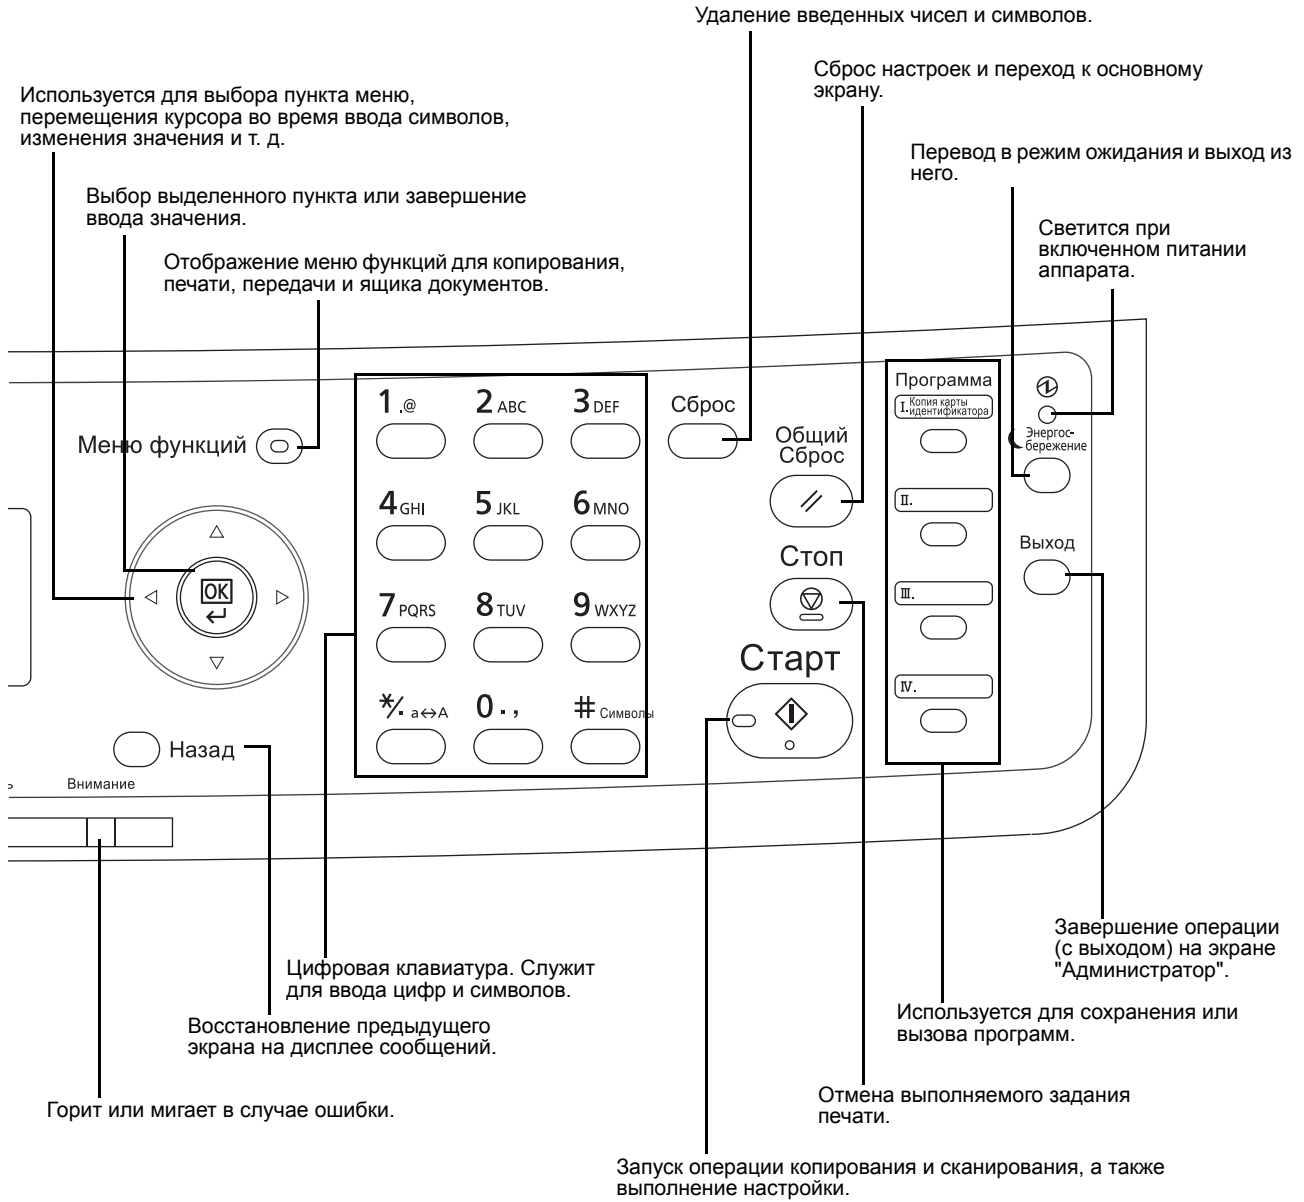 Удаление введенных чисел и символов.
Сброс настроек и переход к основному
экрану.
Используется для выбора пункта меню,
перемещения курсора во время ввода символов,
изменения значения и т. д.
Перевод в режим ожидания и выход из
него.
Выбор выделенного пункта или завершение
ввода значения.
Светится при
включенном питании
аппарата.
Отображение меню функций для копирования,
печати, передачи и ящика документов.
Меню функций
1 .@
2 ABC
3 DEF
Сброс
Общий
Сброс
Программа
I. Копия карты
идентификатора
Энергос-
бережение
4 GHI
5 JKL
6 MNO
II.
Выход
OK
Стоп
7 PQRS
8 TUV
9 WXYZ
III.
Старт
IV.
*/. a↔A
0 . ,
# Символы
Назад
ь
Внимание
Завершение операции
(с выходом) на экране
"Администратор".
Цифровая клавиатура. Служит
для ввода цифр и символов.
Используется для сохранения или
вызова программ.
Восстановление предыдущего
экрана на дисплее сообщений.
Горит или мигает в случае ошибки.
Отмена выполняемого задания
печати.
Запуск операции копирования и сканирования, а также
выполнение настройки.